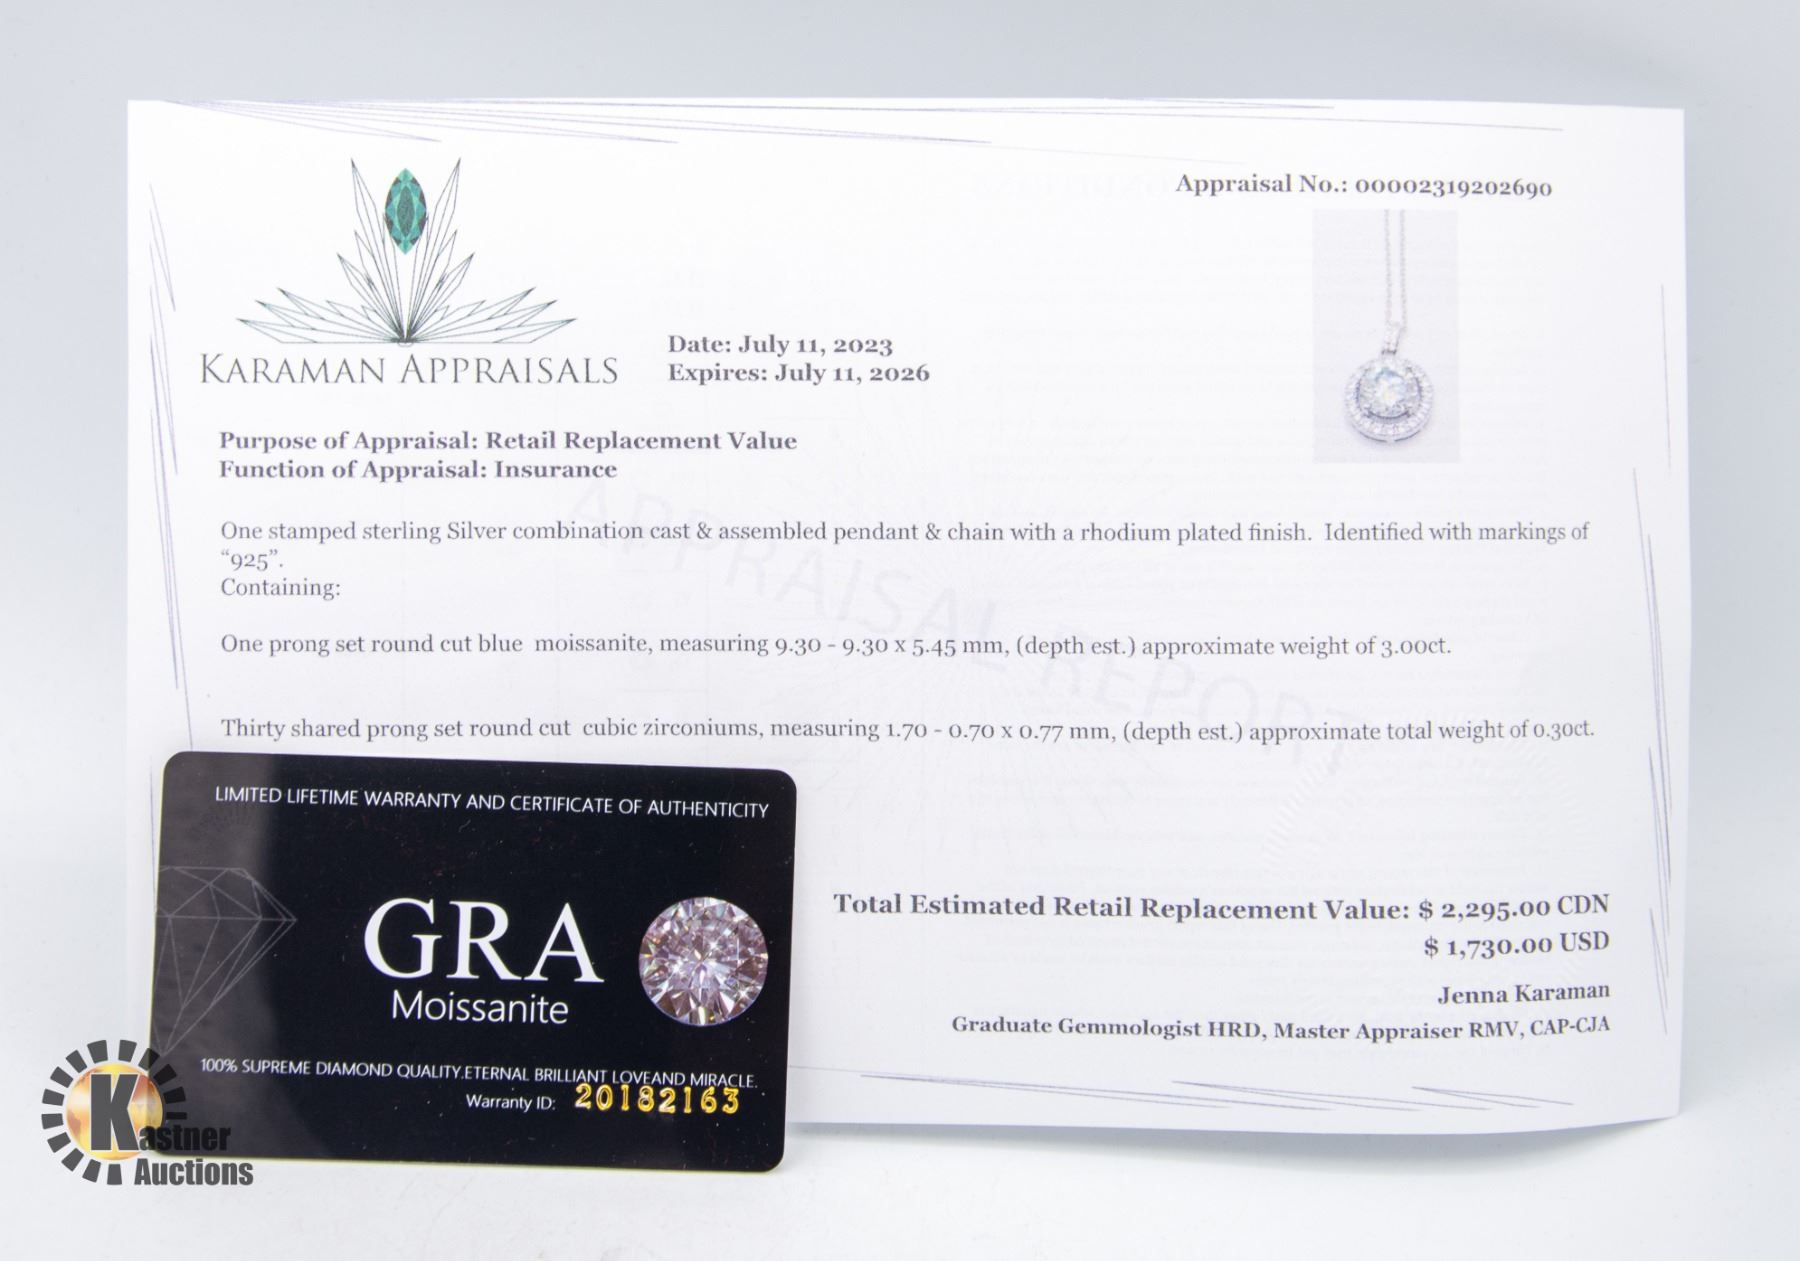 Appraisal No.: 00002319202690
KARAMAN APPRAISALS
Date: July 11, 2023
Expires: July 11, 2026
Purpose of Appraisal: Retail Replacement Value
Function of Appraisal: Insurance
One stamped sterling Silver combination cast & assembled pendant & chain with a rhodium plated finish.  Identified with markings of
“925”.
Containing:
One prong set round cut blue  moissanite, measuring 9.30 - 9.30 x 5.45 mm, (depth est.) approximate weight of 3.00ct.
Thirty shared prong set round cut  cubic zirconiums, measuring 1.70 - 0.70 x 0.77 mm, (depth est.) approximate total weight of 0.30ct.
APPRAISAL REPORT
Total Estimated Retail Replacement Value: $ 2,295.00 CDN
$ 1,730.00 USD
Jenna Karaman
Graduate Gemmologist HRD, Master Appraiser RMV, CAP-CJA
LIMITED LIFETIME WARRANTY AND CERTIFICATE OF AUTHENTICITY
GRA
Moissanite
100% SUPREME DIAMOND QUALITY.ETERNAL BRILLIANT LOVEAND MIRACLE.
Warranty ID: 20182163
Kastner
Auctions